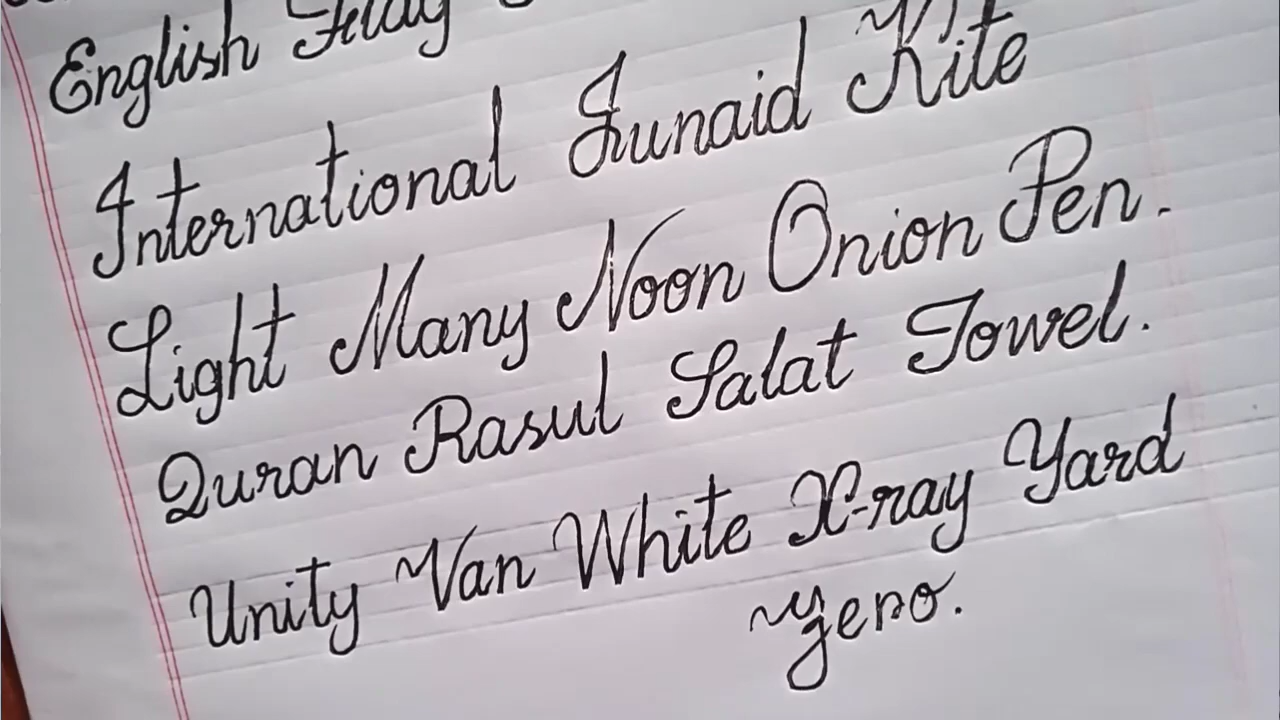 English Flag
International Junaid Kite
Light Many Noon Onion Pen.
Quran Rasul Salat Towel.
Unity Van White X-ray Yard
Zero.